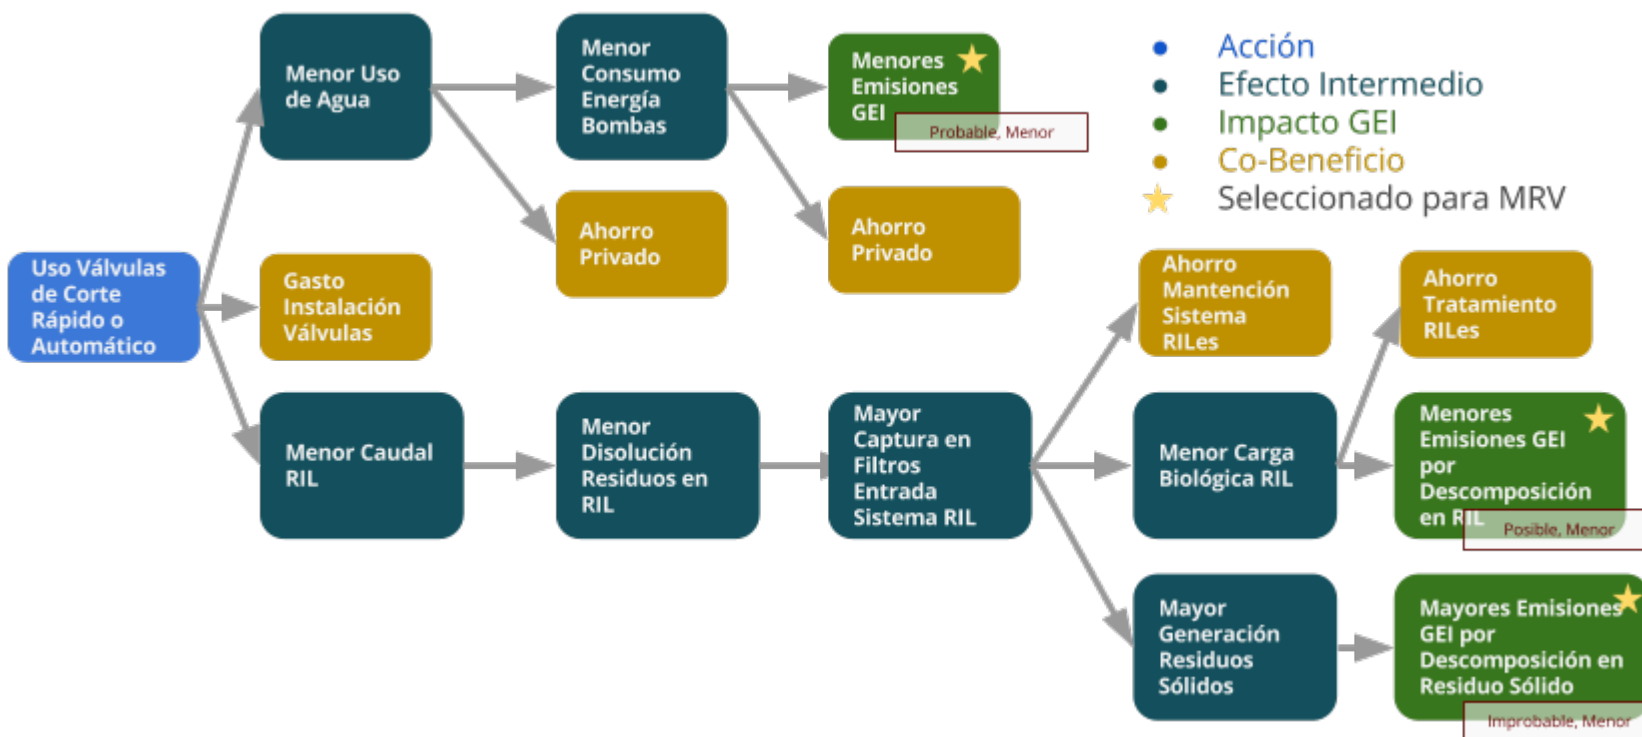 Menor Uso
de Agua
Menor
Consumo
Energía
Bombas
Menores
Emisiones
GEI
Probable, Menor
Acción
Efecto Intermedio
Impacto GEI
Co-Beneficio
Seleccionado para MRV
Ahorro
Privado
Ahorro
Privado
Uso Válvulas
de Corte
Rápido o
Automático
Gasto
Instalación
Válvulas
Ahorro
Mantención
Sistema
RILes
Ahorro
Tratamiento
RILes
Menor Caudal
RIL
Menor
Disolución
Residuos en
RIL
Mayor
Captura en
Filtros
Entrada
Sistema RIL
Menor Carga
Biológica RIL
Menores
Emisiones GEI
por
Descomposición
en RIL
Posible, Menor
Mayor
Generación
Residuos
Sólidos
Mayores Emisiones
GEI por
Descomposición en
Residuo Sólido
Improbable, Menor